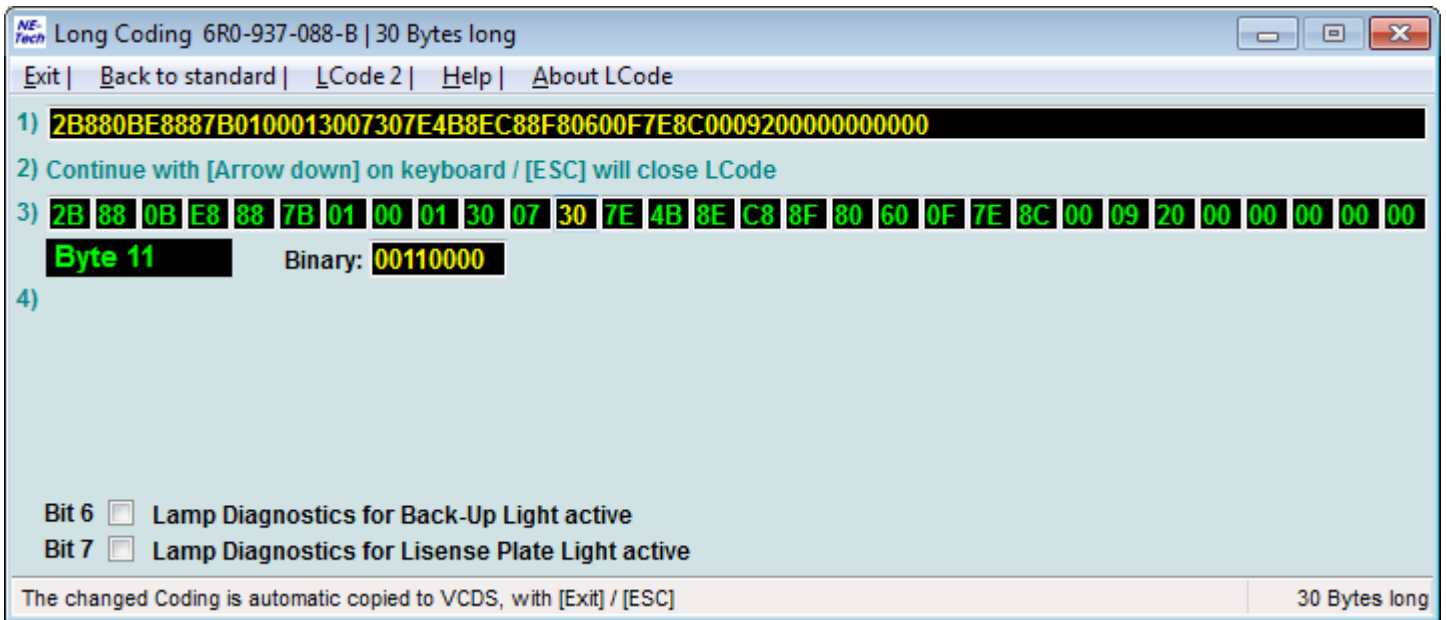 NE-Tech Long Coding 6R0-937-088-B | 30 Bytes long
Exit | Back to standard | LCode 2 | Help | About LCode
1) 2B880BE8887B0100013007307E4B8EC88F80600F7E8C0009200000000000
2) Continue with [Arrow down] on keyboard / [ESC] will close LCode
3) 2B 88 0B E8 88 7B 01 00 01 30 07 30 7E 4B 8E C8 8F 80 60 0F 7E 8C 00 09 20 00 00 00 00 00
Byte 11 Binary: 00110000
4)
Bit 6 Lamp Diagnostics for Back-Up Light active
Bit 7 Lamp Diagnostics for Lisense Plate Light active
The changed Coding is automatic copied to VCDS, with [Exit] / [ESC] 30 Bytes long